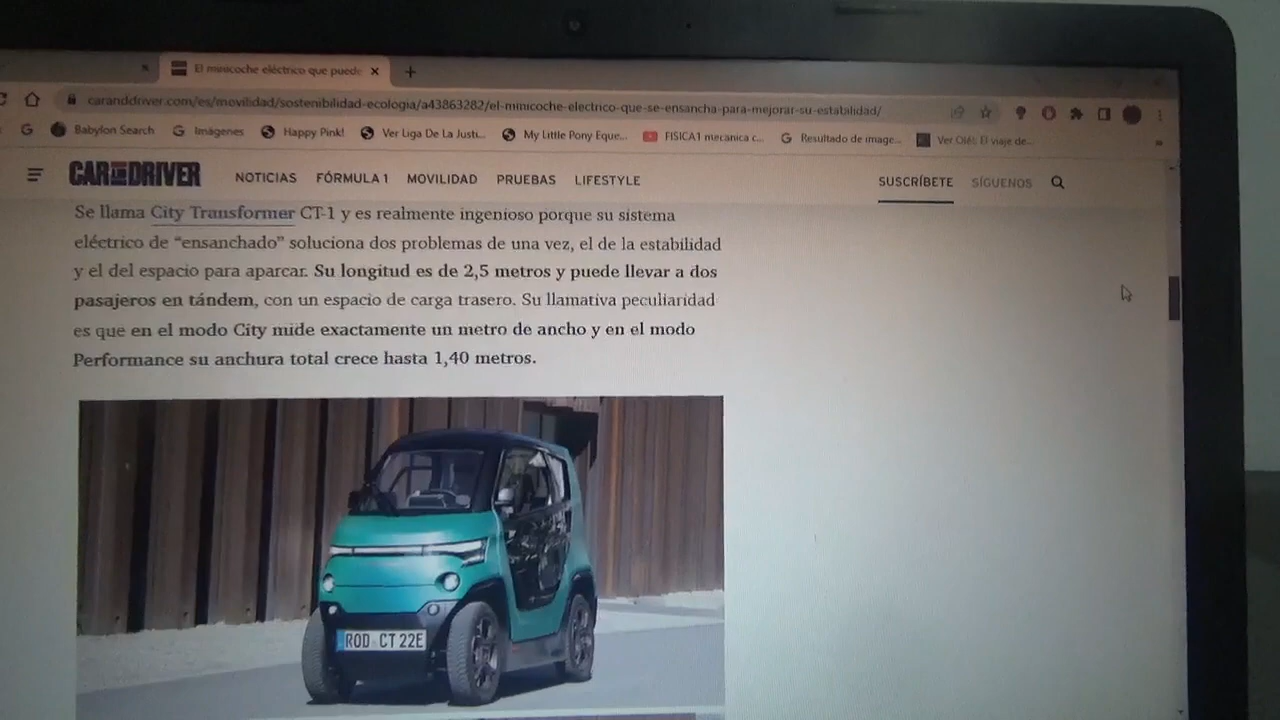 El minicoche eléctrico que puede
caranddriver.com/es/movilidad/sostenibilidad-ecologia/a43863282/el-minicoche-electrico-que-se-ensancha-para-mejorar-su-estabilidad/
Babylon Search Imágenes Happy Pink! Ver Liga De La Justi... My Little Pony Eque... FISICA1 mecanica c... Resultado de image... Ver Olé!: El viaje de...
CAR AND DRIVER NOTICIAS FÓRMULA 1 MOVILIDAD PRUEBAS LIFESTYLE SUSCRÍBETE SÍGUENOS
Se llama City Transformer CT-1 y es realmente ingenioso porque su sistema
eléctrico de “ensanchado” soluciona dos problemas de una vez, el de la estabilidad
y el del espacio para aparcar. Su longitud es de 2,5 metros y puede llevar a dos
pasajeros en tándem, con un espacio de carga trasero. Su llamativa peculiaridad
es que en el modo City mide exactamente un metro de ancho y en el modo
Performance su anchura total crece hasta 1,40 metros.
ROD CT 22E